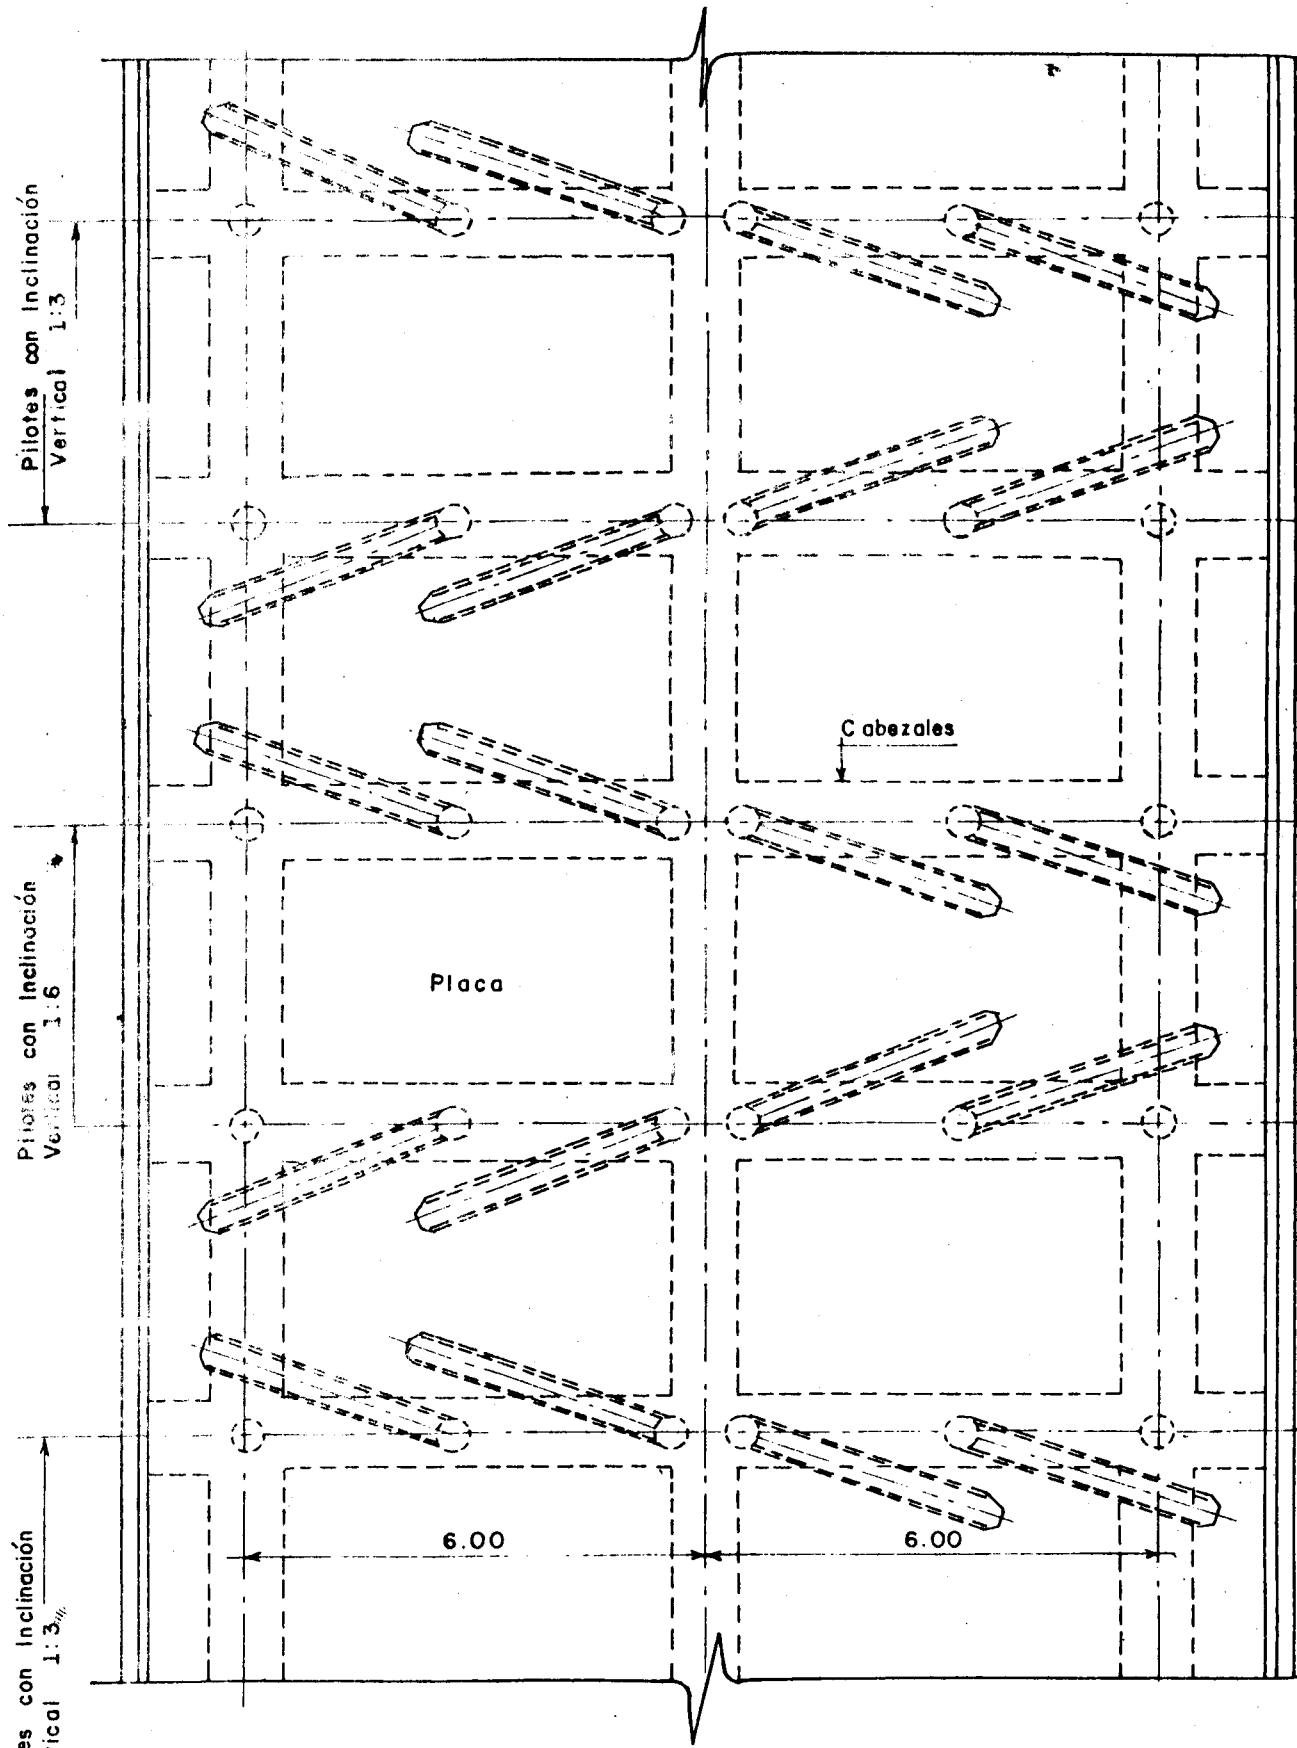 Pilotes con Inclinación
Vertical 1:3
Cabezales
Pilotes con Inclinación
Vertical 1:6
Placa
6.00
6.00
es con Inclinación
rical 1:3